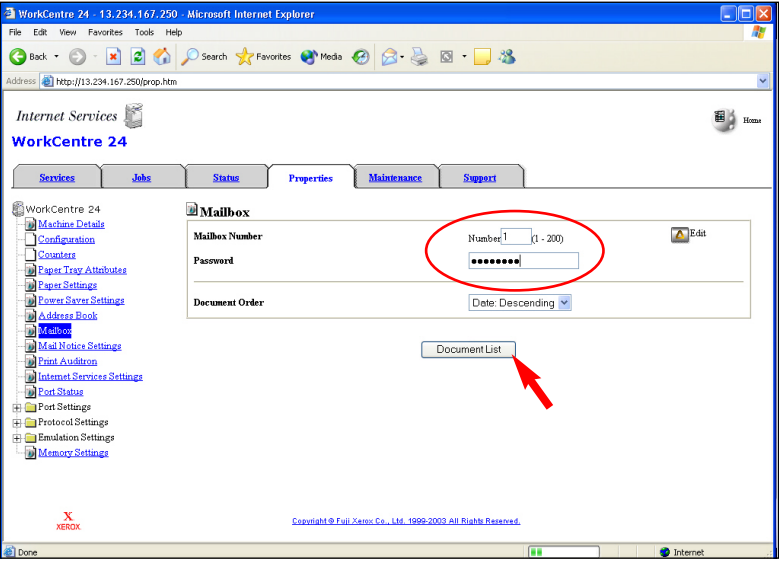 WorkCentre 24 - 13.234.167.250 - Microsoft Internet Explorer
File Edit View Favorites Tools Help
Back Search Favorites Media
Address http://13.234.167.250/prop.htm
Internet Services
Home
WorkCentre 24
Services Jobs Status Properties Maintenance Support
WorkCentre 24
Machine Details
Configuration
Counters
Paper Tray Attributes
Paper Settings
Power Saver Settings
Address Book
Mailbox
Mail Notice Settings
Print Auditron
Internet Services Settings
Port Status
Port Settings
Protocol Settings
Emulation Settings
Memory Settings
Mailbox
Mailbox Number Number 1 (1 - 200) Edit
Password ●●●●●●●●
Document Order Date: Descending
Document List
X
XEROX
Copyright © Fuji Xerox Co., Ltd. 1999-2003 All Rights Reserved.
Done Internet